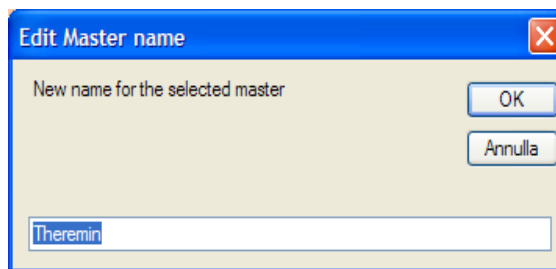 Edit Master name
New name for the selected master
OK
Annulla
Theremin